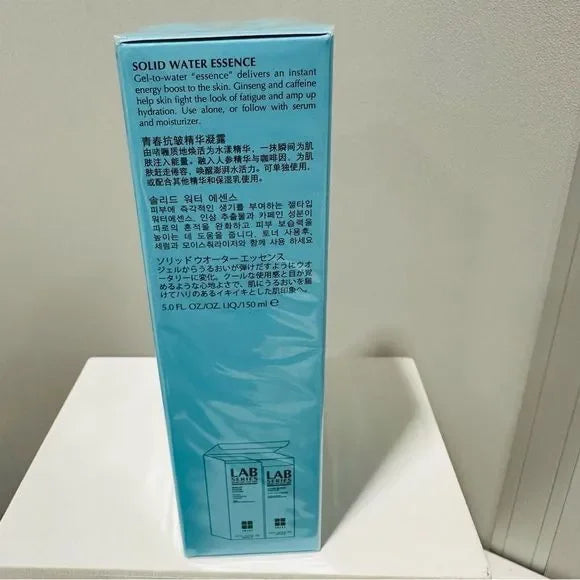 SOLID WATER ESSENCE
Gel-to-water "essence" delivers an instant
energy boost to the skin. Ginseng and caffeine
help skin fight the look of fatigue and amp up
hydration. Use alone, or follow with serum
and moisturizer.
青春抗皱精华凝露
由啫喱质地焕活为水漾精华，一抹瞬间为肌
肤注入能量。融入人参精华与咖啡因，为肌
肤赶走倦容，唤醒澎湃水活力。可单独使用，
或配合其他精华和保湿乳使用。
솔리드 워터 에센스
피부에 즉각적인 생기를 부여하는 젤타입
워터에센스. 인삼 추출물과 카페인 성분이
피로의 흔적을 완화하고 피부 보습력을
높이는 데 도움을 줍니다. 토너 사용후,
세럼과 모이스춰라이저와 함께 사용 하세요
ソリッド ウオーター エッセンス
ジェルからうるおいが弾けだすようにウオ
ータリーに変化。クールな使用感と目が覚
めるような心地よさで、肌にうるおいを届
けてハリのあるイキイキとした肌印象へ。
5.0 FL. OZ./OZ. LIQ./150 ml ℮
LAB
SERIES
LAB
SERIES